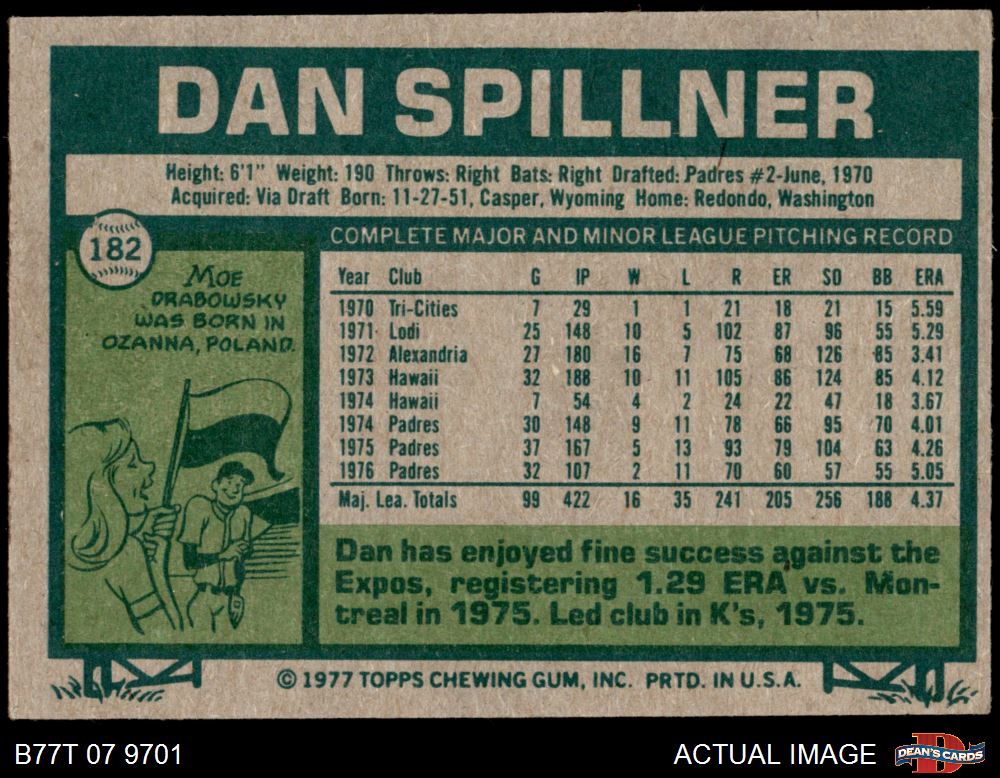 DAN SPILLNER
Height: 6'1" Weight: 190 Throws: Right Bats: Right Drafted: Padres #2-June, 1970
Acquired: Via Draft Born: 11-27-51, Casper, Wyoming Home: Redondo, Washington
182
MOE
DRABOWSKY
WAS BORN IN
OZANNA, POLAND.
COMPLETE MAJOR AND MINOR LEAGUE PITCHING RECORD
Year Club G IP W L R ER SO BB ERA
1970 Tri-Cities 7 29 1 1 21 18 21 15 5.59
1971 Lodi 25 148 10 5 102 87 96 55 5.29
1972 Alexandria 27 180 16 7 75 68 126 85 3.41
1973 Hawaii 32 188 10 11 105 86 124 85 4.12
1974 Hawaii 7 54 4 2 24 22 47 18 3.67
1974 Padres 30 148 9 11 78 66 95 70 4.01
1975 Padres 37 167 5 13 93 79 104 63 4.26
1976 Padres 32 107 2 11 70 60 57 55 5.05
Maj. Lea. Totals 99 422 16 35 241 205 256 188 4.37
Dan has enjoyed fine success against the
Expos, registering 1.29 ERA vs. Mon-
treal in 1975. Led club in K's, 1975.
© 1977 TOPPS CHEWING GUM, INC. PRTD. IN U.S.A.
B77T 07 9701
ACTUAL IMAGE
DEAN'S CARDS